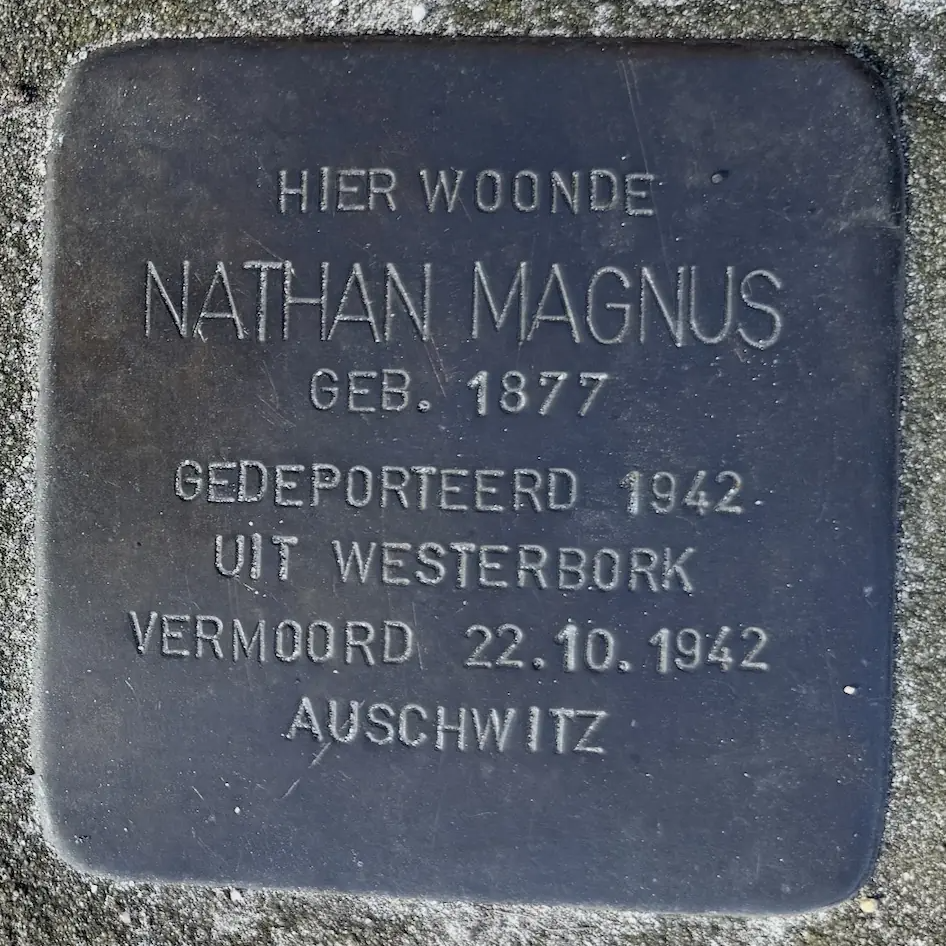 HIER WOONDE
NATHAN MAGNUS
GEB. 1877
GEDEPORTEERD 1942
UIT WESTERBORK
VERMOORD 22.10.1942
AUSCHWITZ